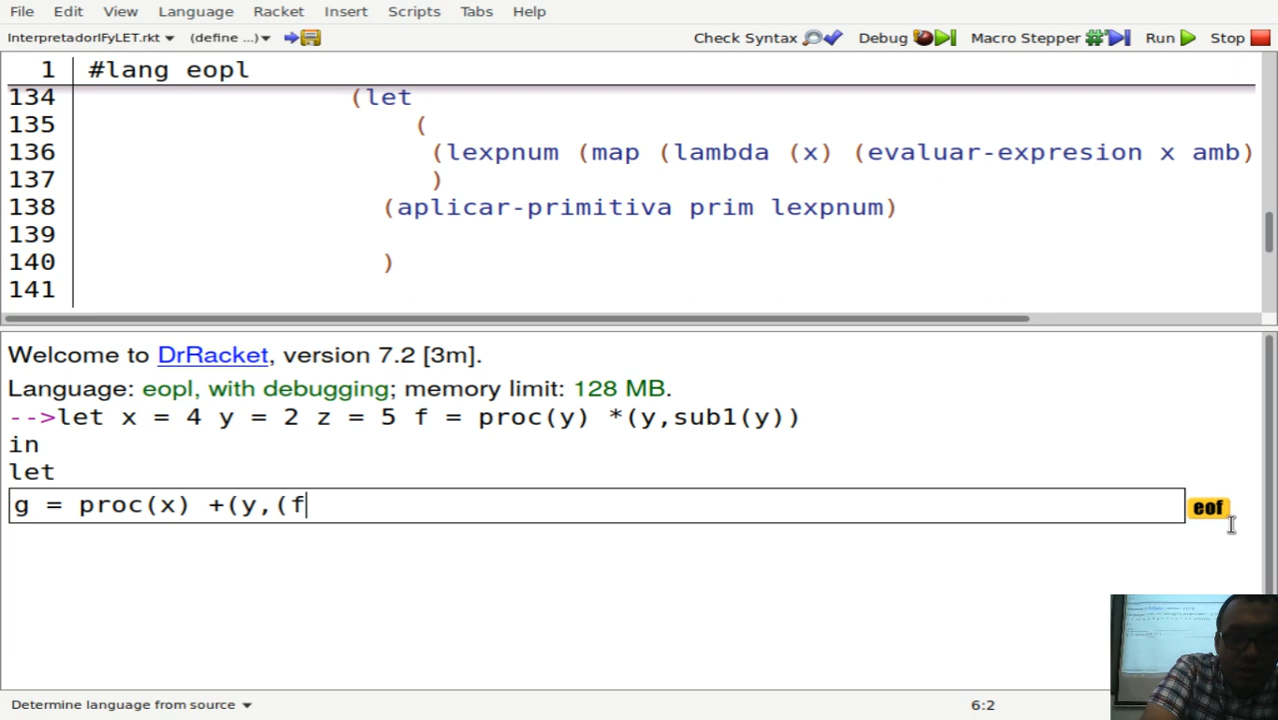 File Edit View Language Racket Insert Scripts Tabs Help
InterpretadorIFyLET.rkt (define ...) Check Syntax Debug Macro Stepper Run Stop
1 #lang eopl
134 (let
135 (
136 (lexpnum (map (lambda (x) (evaluar-expresion x amb)
137 )
138 (aplicar-primitiva prim lexpnum)
139
140 )
141
Welcome to DrRacket, version 7.2 [3m].
Language: eopl, with debugging; memory limit: 128 MB.
-->let x = 4 y = 2 z = 5 f = proc(y) *(y,sub1(y))
in
let
g = proc(x) +(y,(f
eof
Determine language from source 6:2